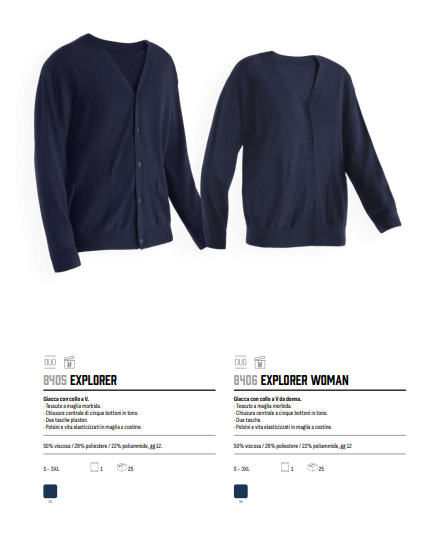 DUO
8405 EXPLORER
Giacca con collo a V.
· Tessuto a maglia morbida.
· Chiusura centrale di cinque bottoni in tono.
· Due tasche plaston.
· Polsini e vita elasticizzati in maglia a costine.
50% viscosa / 28% poliestere / 22% poliammide, gg 12.
S - 3XL 1 25
DUO
8406 EXPLORER WOMAN
Giacca con collo a V da donna.
· Tessuto a maglia morbida.
· Chiusura centrale a cinque bottoni in tono.
· Due tasche.
· Polsini e vita elasticizzati in maglia a costine.
50% viscosa / 28% poliestere / 22% poliammide, gg 12
S - 3XL 1 25